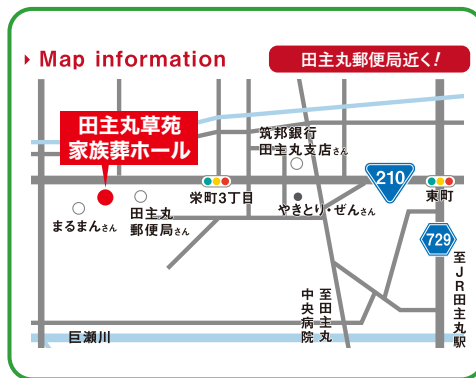 Map information
田主丸郵便局近く!
田主丸草苑
家族葬ホール
筑邦銀行
田主丸支店さん
210
栄町3丁目
東町
まるまんさん
田主丸
郵便局さん
やきとり・ぜんさん
729
至JR田主丸駅
至田主丸
中央病院
巨瀬川